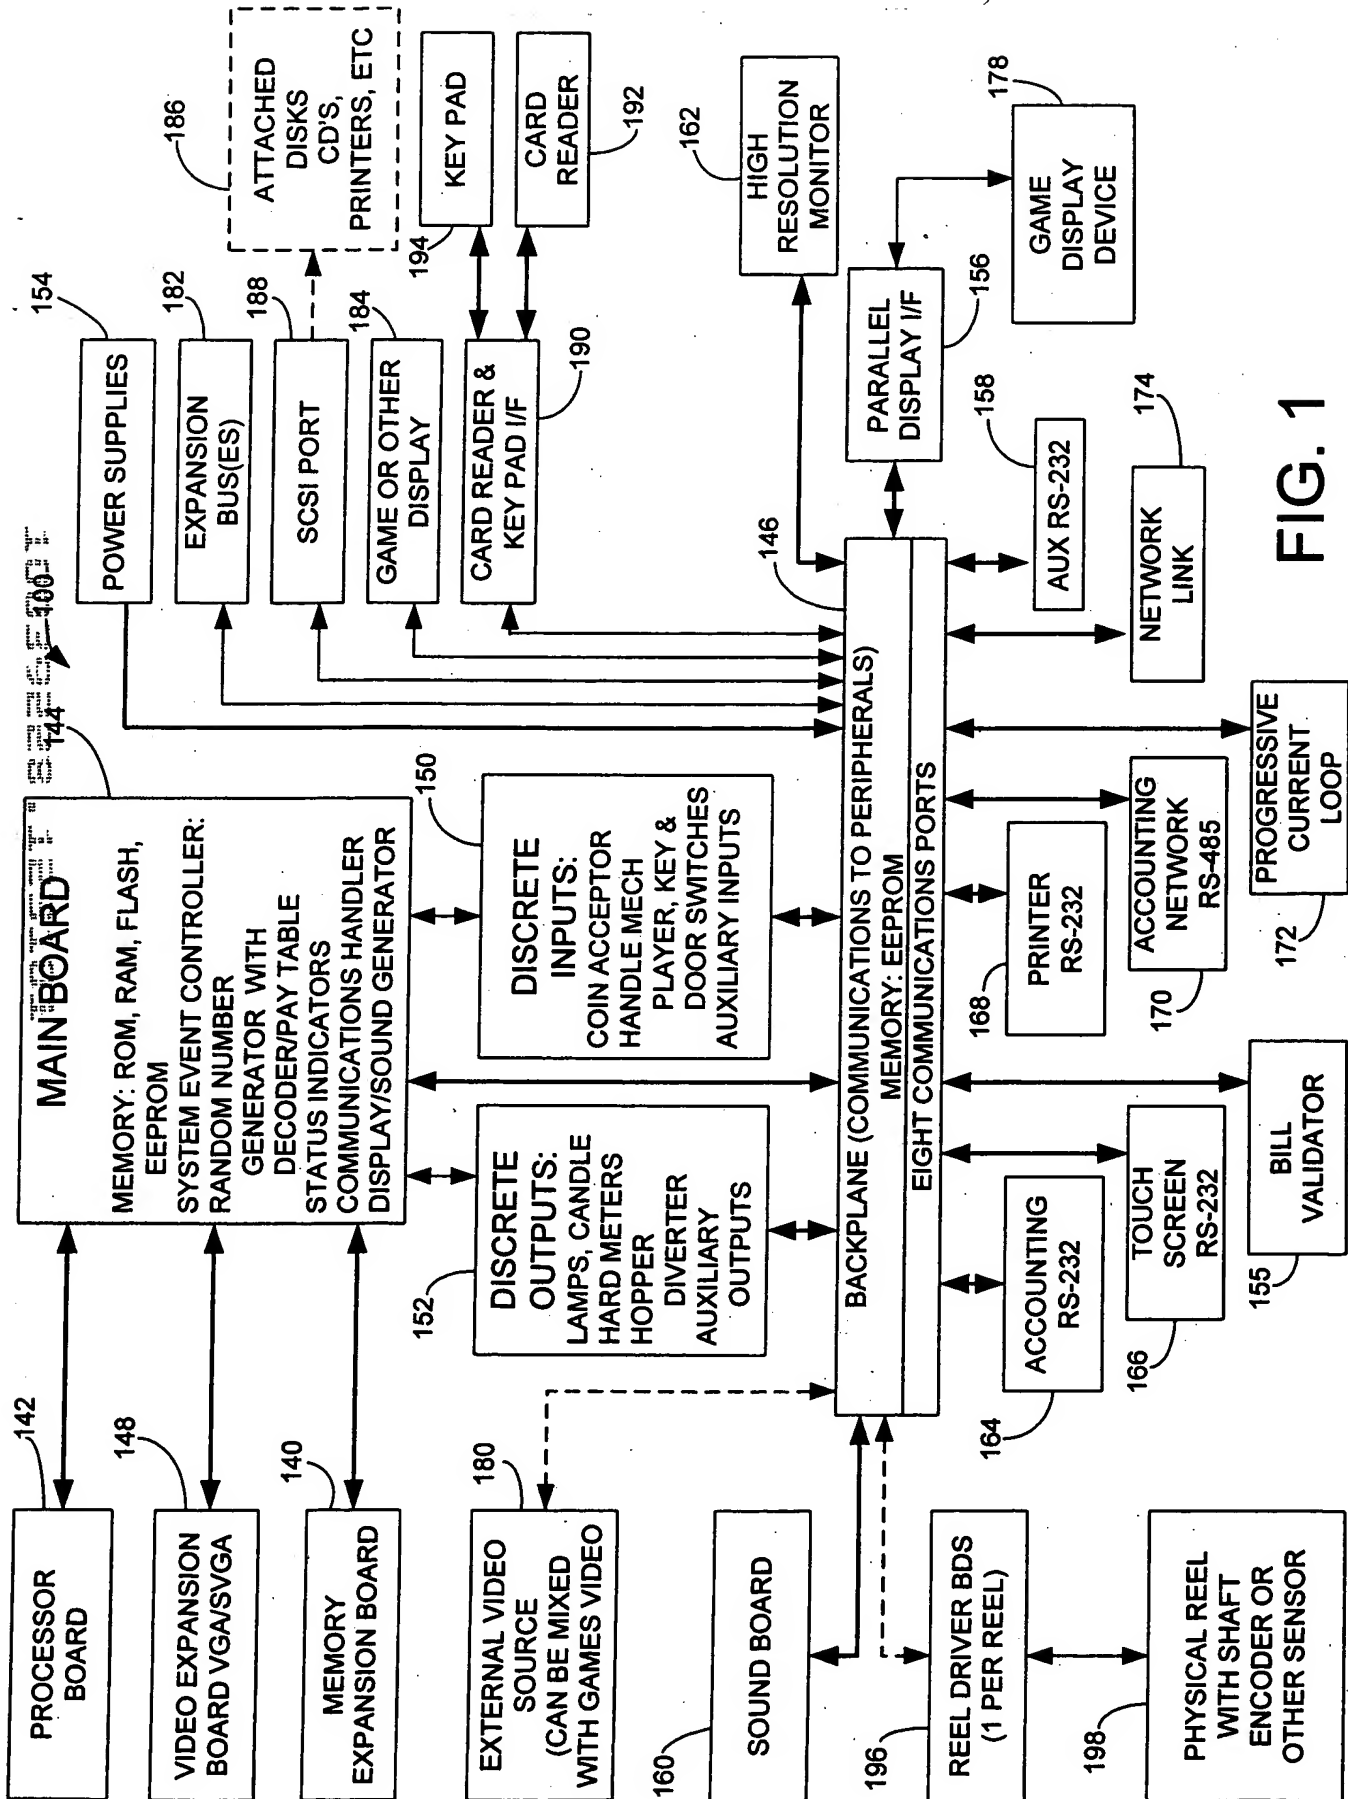 PROCESSOR
BOARD
142
VIDEO EXPANSION
BOARD VGA/SVGA
148
MEMORY
EXPANSION BOARD
140
EXTERNAL VIDEO
SOURCE
(CAN BE MIXED
WITH GAMES VIDEO
180
SOUND BOARD
160
REEL DRIVER BDS
(1 PER REEL)
196
PHYSICAL REEL
WITH SHAFT
ENCODER OR
OTHER SENSOR
198
MAIN BOARD
MEMORY: ROM, RAM, FLASH,
EEPROM
SYSTEM EVENT CONTROLLER:
RANDOM NUMBER
GENERATOR WITH
DECODER/PAY TABLE
STATUS INDICATORS
COMMUNICATIONS HANDLER
DISPLAY/SOUND GENERATOR
144
100
DISCRETE
OUTPUTS:
LAMPS, CANDLE
HARD METERS
HOPPER
DIVERTER
AUXILIARY
OUTPUTS
152
DISCRETE
INPUTS:
COIN ACCEPTOR
HANDLE MECH
PLAYER, KEY &
DOOR SWITCHES
AUXILIARY INPUTS
150
BACKPLANE (COMMUNICATIONS TO PERIPHERALS)
MEMORY: EEPROM
EIGHT COMMUNICATIONS PORTS
146
ACCOUNTING
RS-232
164
TOUCH
SCREEN
RS-232
166
BILL
VALIDATOR
155
PRINTER
RS-232
168
ACCOUNTING
NETWORK
RS-485
170
PROGRESSIVE
CURRENT
LOOP
172
AUX RS-232
158
NETWORK
LINK
174
POWER SUPPLIES
154
EXPANSION
BUS(ES)
182
SCSI PORT
188
GAME OR OTHER
DISPLAY
184
CARD READER &
KEY PAD I/F
190
ATTACHED
DISKS
CD'S,
PRINTERS, ETC
186
KEY PAD
194
CARD
READER
192
HIGH
RESOLUTION
MONITOR
162
PARALLEL
DISPLAY I/F
156
GAME
DISPLAY
DEVICE
178
FIG. 1